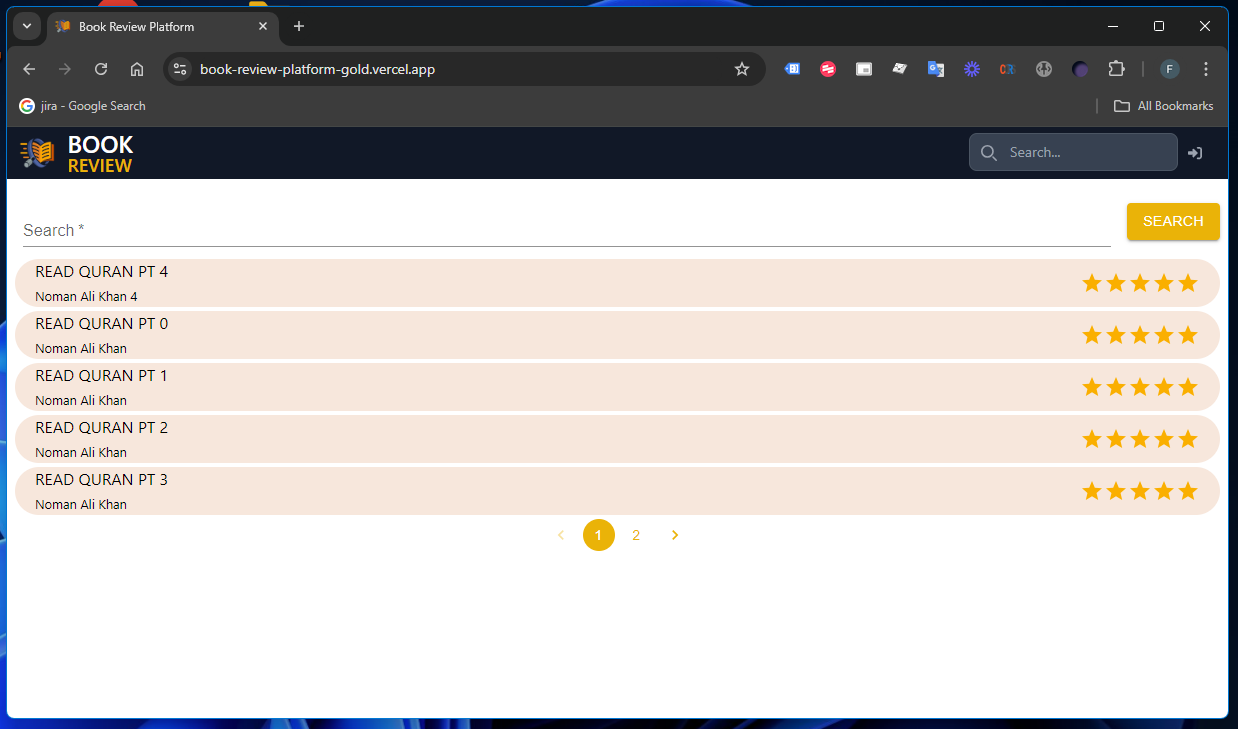 Book Review Platform
book-review-platform-gold.vercel.app
F
jira - Google Search
All Bookmarks
BOOK
REVIEW
Search...
Search *
SEARCH
READ QURAN PT 4
Noman Ali Khan 4
READ QURAN PT 0
Noman Ali Khan
READ QURAN PT 1
Noman Ali Khan
READ QURAN PT 2
Noman Ali Khan
READ QURAN PT 3
Noman Ali Khan
1 2